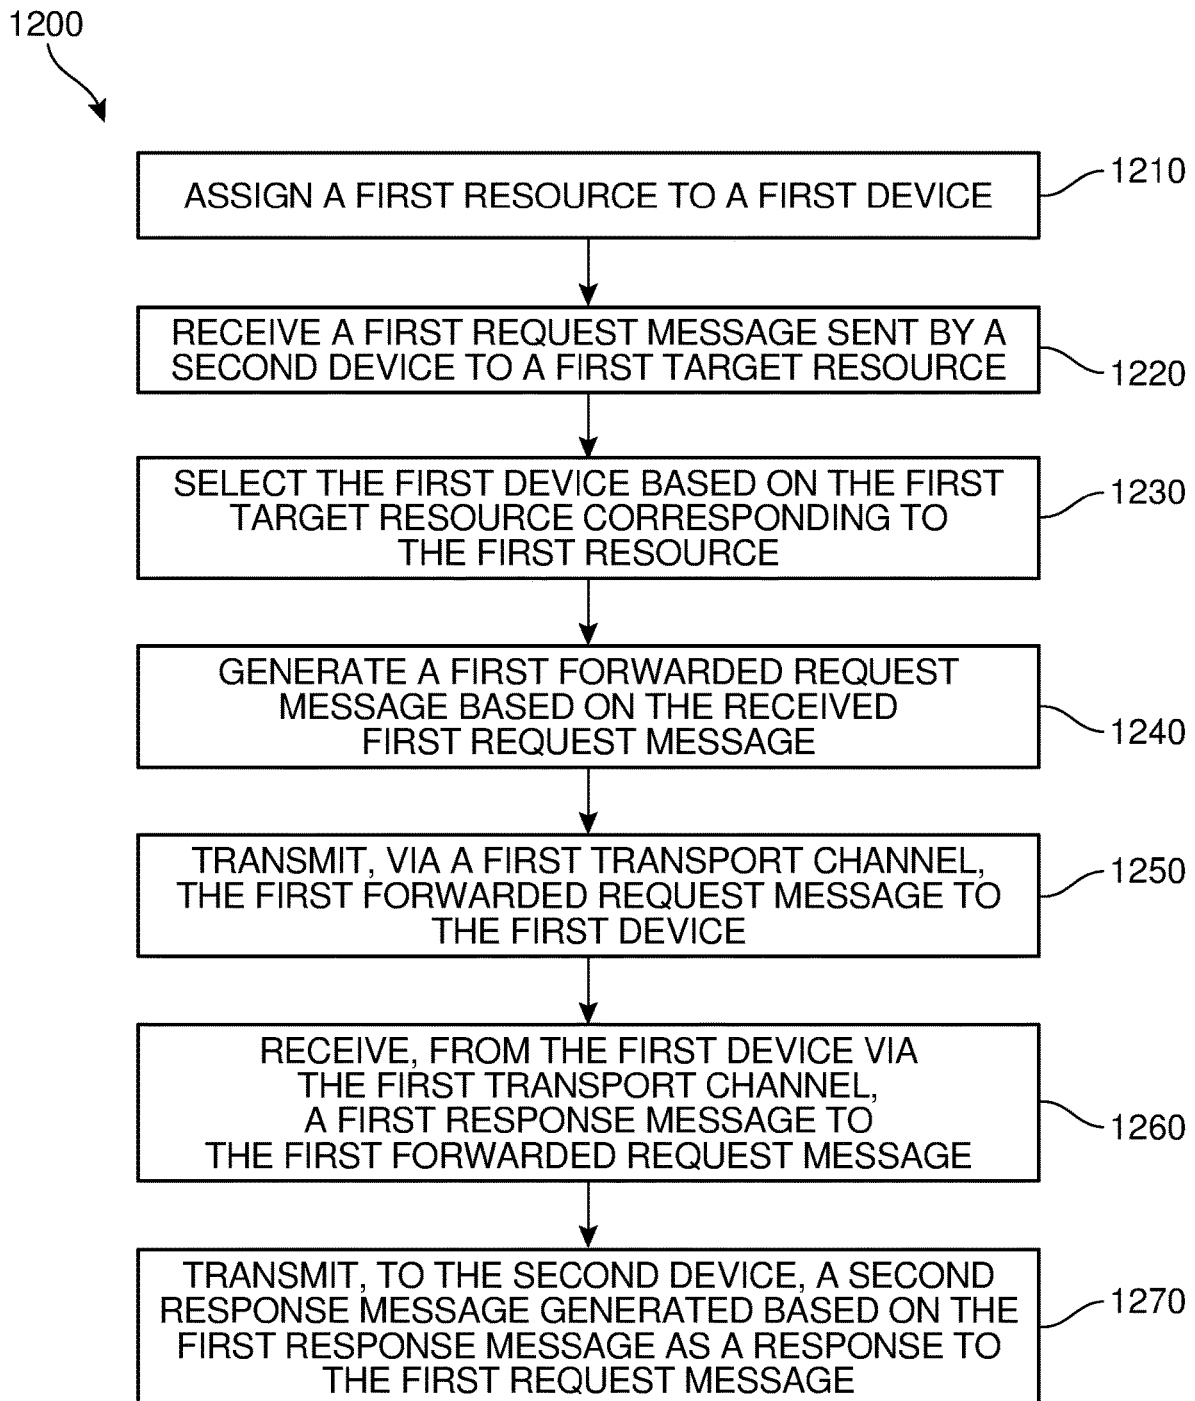 1200
ASSIGN A FIRST RESOURCE TO A FIRST DEVICE
1210
RECEIVE A FIRST REQUEST MESSAGE SENT BY A
SECOND DEVICE TO A FIRST TARGET RESOURCE
1220
SELECT THE FIRST DEVICE BASED ON THE FIRST
TARGET RESOURCE CORRESPONDING TO
THE FIRST RESOURCE
1230
GENERATE A FIRST FORWARDED REQUEST
MESSAGE BASED ON THE RECEIVED
FIRST REQUEST MESSAGE
1240
TRANSMIT, VIA A FIRST TRANSPORT CHANNEL,
THE FIRST FORWARDED REQUEST MESSAGE TO
THE FIRST DEVICE
1250
RECEIVE, FROM THE FIRST DEVICE VIA
THE FIRST TRANSPORT CHANNEL,
A FIRST RESPONSE MESSAGE TO
THE FIRST FORWARDED REQUEST MESSAGE
1260
TRANSMIT, TO THE SECOND DEVICE, A SECOND
RESPONSE MESSAGE GENERATED BASED ON THE
FIRST RESPONSE MESSAGE AS A RESPONSE TO
THE FIRST REQUEST MESSAGE
1270